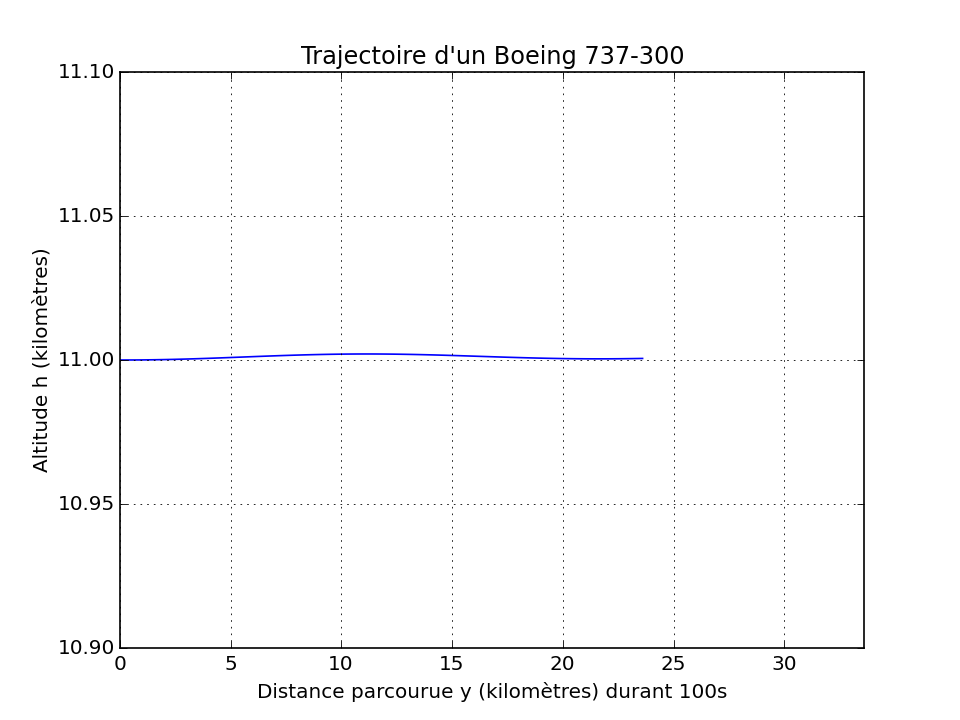 Trajectoire d'un Boeing 737-300
11.10
11.05
11.00
10.95
10.90
Altitude h (kilomètres)
0 5 10 15 20 25 30
Distance parcourue y (kilomètres) durant 100s